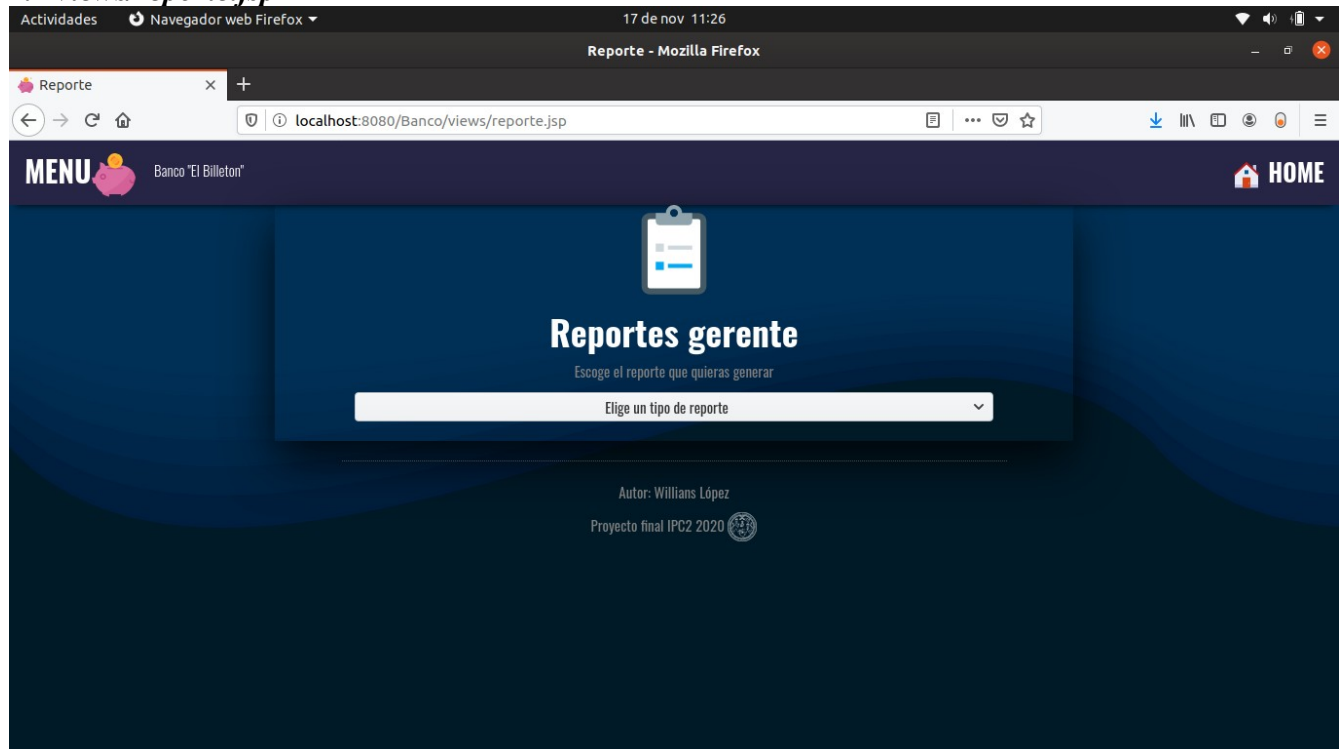 Actividades Navegador web Firefox 17 de nov 11:26
Reporte - Mozilla Firefox
Reporte
localhost:8080/Banco/views/reporte.jsp
MENU Banco "El Billeton" HOME
Reportes gerente
Escoge el reporte que quieras generar
Elige un tipo de reporte
Autor: Willians López
Proyecto final IPC2 2020